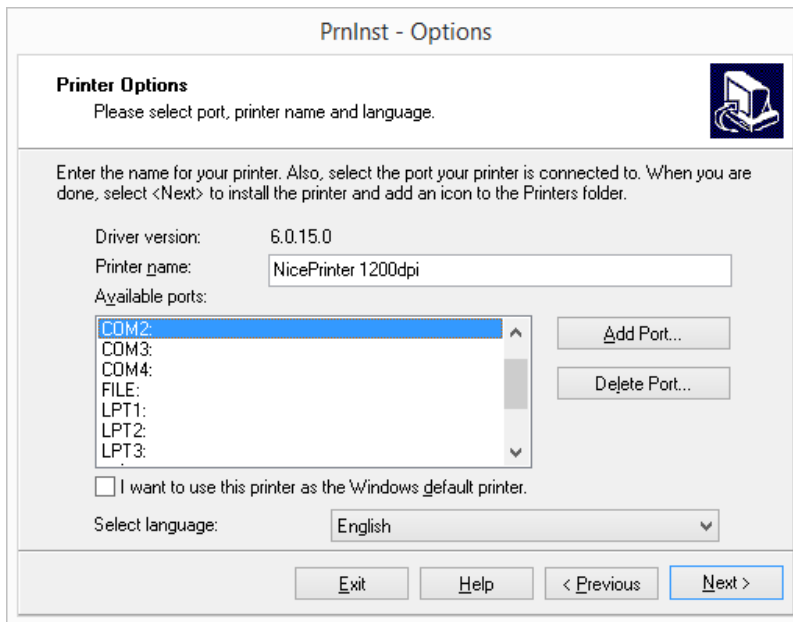 PrnInst - Options
Printer Options
Please select port, printer name and language.
Enter the name for your printer. Also, select the port your printer is connected to. When you are
done, select <Next> to install the printer and add an icon to the Printers folder.
Driver version: 6.0.15.0
Printer name: NicePrinter 1200dpi
Available ports:
COM2:
COM3:
COM4:
FILE:
LPT1:
LPT2:
LPT3:
Add Port...
Delete Port...
I want to use this printer as the Windows default printer.
Select language: English
Exit Help < Previous Next >